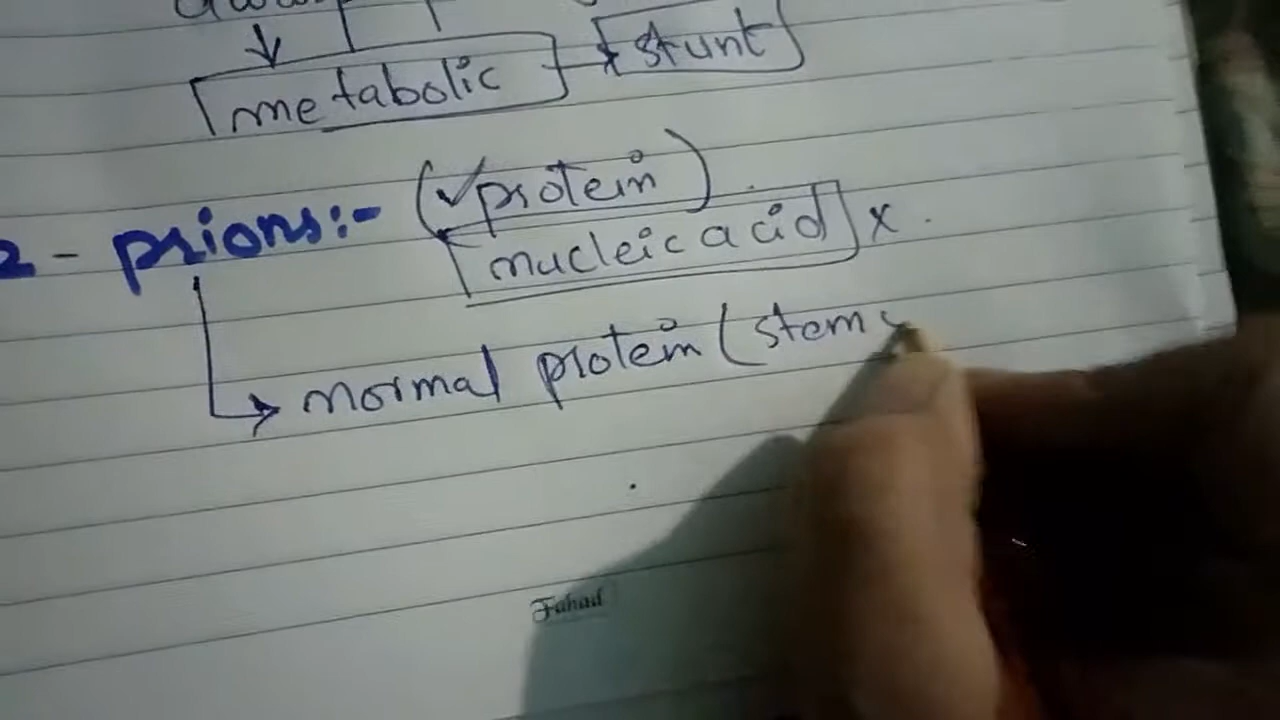 metabolic → stunt
2 - prions:- (✓protein)
nucleic acid x
→ normal protein (stem
Fahad